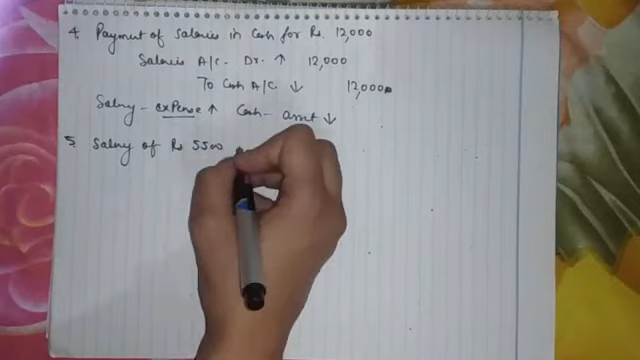 4. Payment of Salaries in Cash for Rs. 12,000
Salaries A/C - Dr. ↑ 12,000
To Cash A/C ↓ 12,000
Salary - expense ↑ Cash - asset ↓
5. Salary of Rs 5500